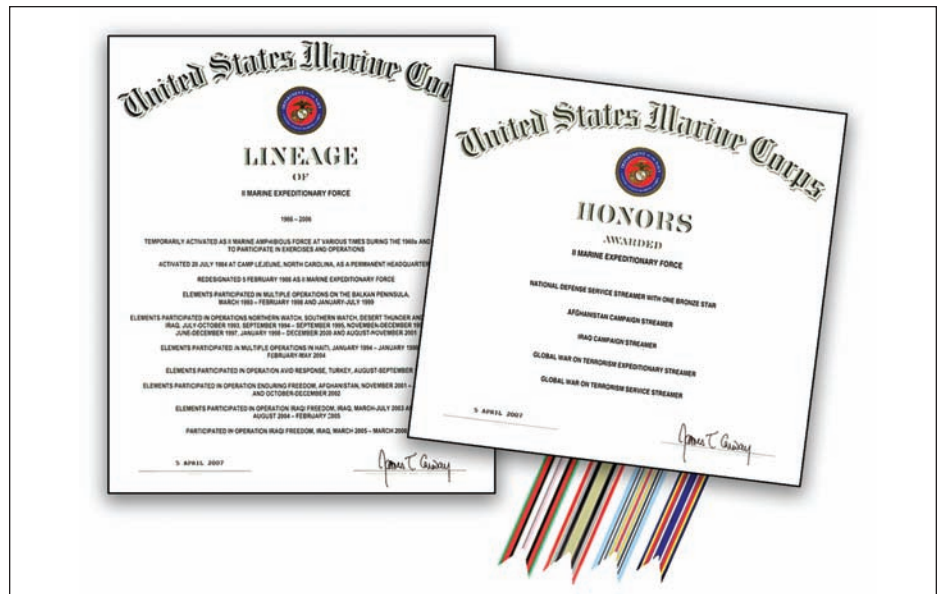 United States Marine Co
LINEAGE
OF
II MARINE EXPEDITIONARY FORCE
1966 – 2006
TEMPORARILY ACTIVATED AS II MARINE AMPHIBIOUS FORCE AT VARIOUS TIMES DURING THE 1960s AND
TO PARTICIPATE IN EXERCISES AND OPERATIONS
ACTIVATED 20 JULY 1984 AT CAMP LEJEUNE, NORTH CAROLINA, AS A PERMANENT HEADQUARTE
REDESIGNATED 5 FEBRUARY 1988 AS II MARINE EXPEDITIONARY FORCE
ELEMENTS PARTICIPATED IN MULTIPLE OPERATIONS ON THE BALKAN PENINSULA,
MARCH 1993 – FEBRUARY 1998 AND JANUARY-JULY 1999
ELEMENTS PARTICIPATED IN OPERATIONS NORTHERN WATCH, SOUTHERN WATCH, DESERT THUNDER AND
IRAQ, JULY-OCTOBER 1993, SEPTEMBER 1994 – SEPTEMBER 1995, NOVEMBER-DECEMBER
JUNE-DECEMBER 1997, JANUARY 1998 – DECEMBER 2000 AND AUGUST-NOVEMBER 2001
ELEMENTS PARTICIPATED IN MULTIPLE OPERATIONS IN HAITI, JANUARY 1994 – JANUARY
FEBRUARY-MAY 2004
ELEMENTS PARTICIPATED IN OPERATION AVID RESPONSE, TURKEY, AUGUST-SEPTEMBER
ELEMENTS PARTICIPATED IN OPERATION ENDURING FREEDOM, AFGHANISTAN, NOVEMBER 2001 –
AND OCTOBER-DECEMBER 2002
ELEMENTS PARTICIPATED IN OPERATION IRAQI FREEDOM, IRAQ, MARCH-JULY 2003 A
AUGUST 2004 – FEBRUARY 2005
PARTICIPATED IN OPERATION IRAQI FREEDOM, IRAQ, MARCH 2005 – MARCH 2006
5 APRIL 2007
James T. Conway
United States Marine Corps
HONORS
AWARDED
II MARINE EXPEDITIONARY FORCE
NATIONAL DEFENSE SERVICE STREAMER WITH ONE BRONZE STAR
AFGHANISTAN CAMPAIGN STREAMER
IRAQ CAMPAIGN STREAMER
GLOBAL WAR ON TERRORISM EXPEDITIONARY STREAMER
GLOBAL WAR ON TERRORISM SERVICE STREAMER
5 APRIL 2007
James T. Conway